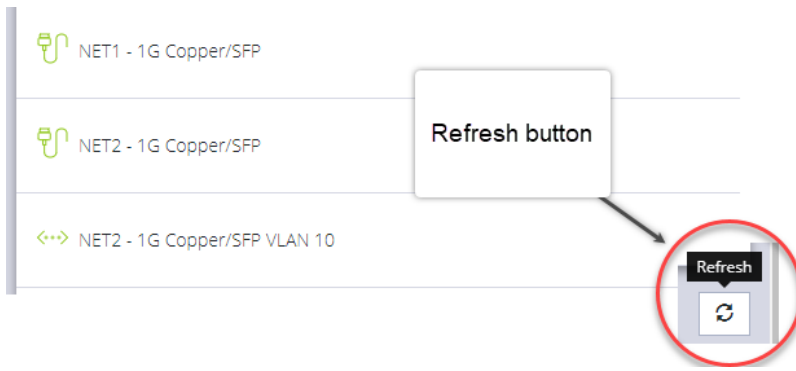 NET1 - 1G Copper/SFP
NET2 - 1G Copper/SFP
Refresh button
NET2 - 1G Copper/SFP VLAN 10
Refresh